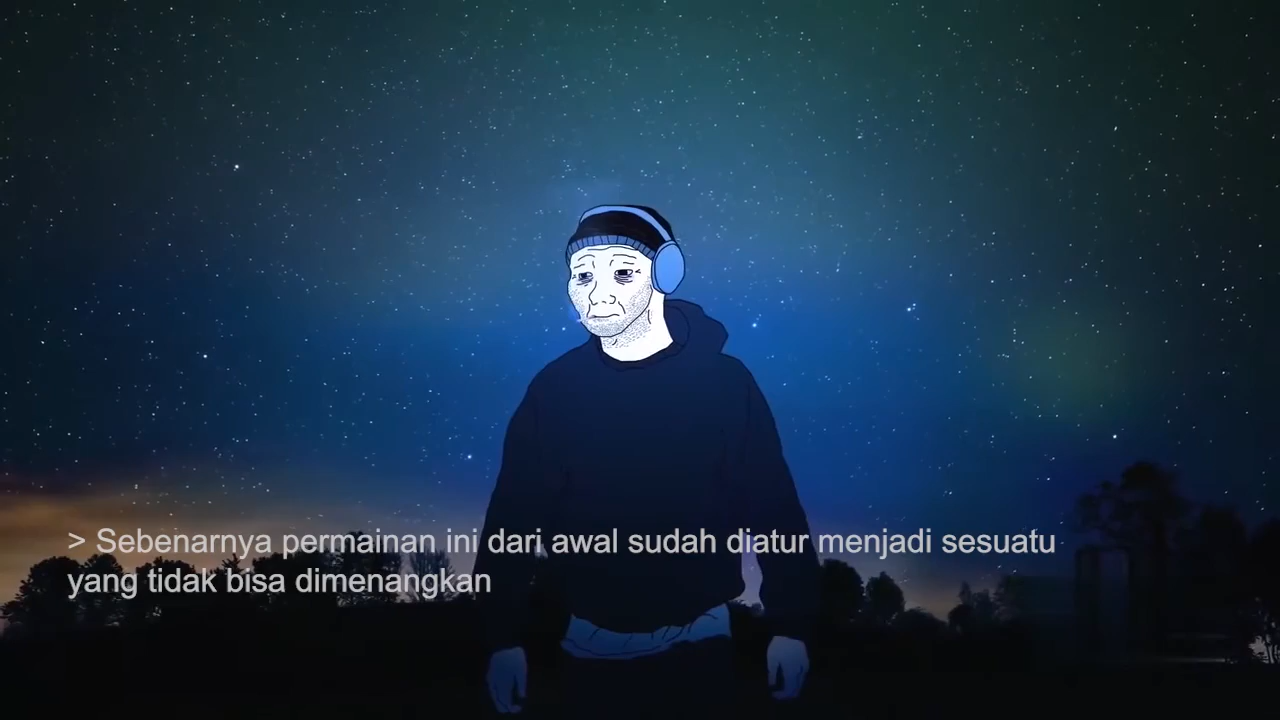 > Sebenarnya permainan ini dari awal sudah diatur menjadi sesuatu
yang tidak bisa dimenangkan